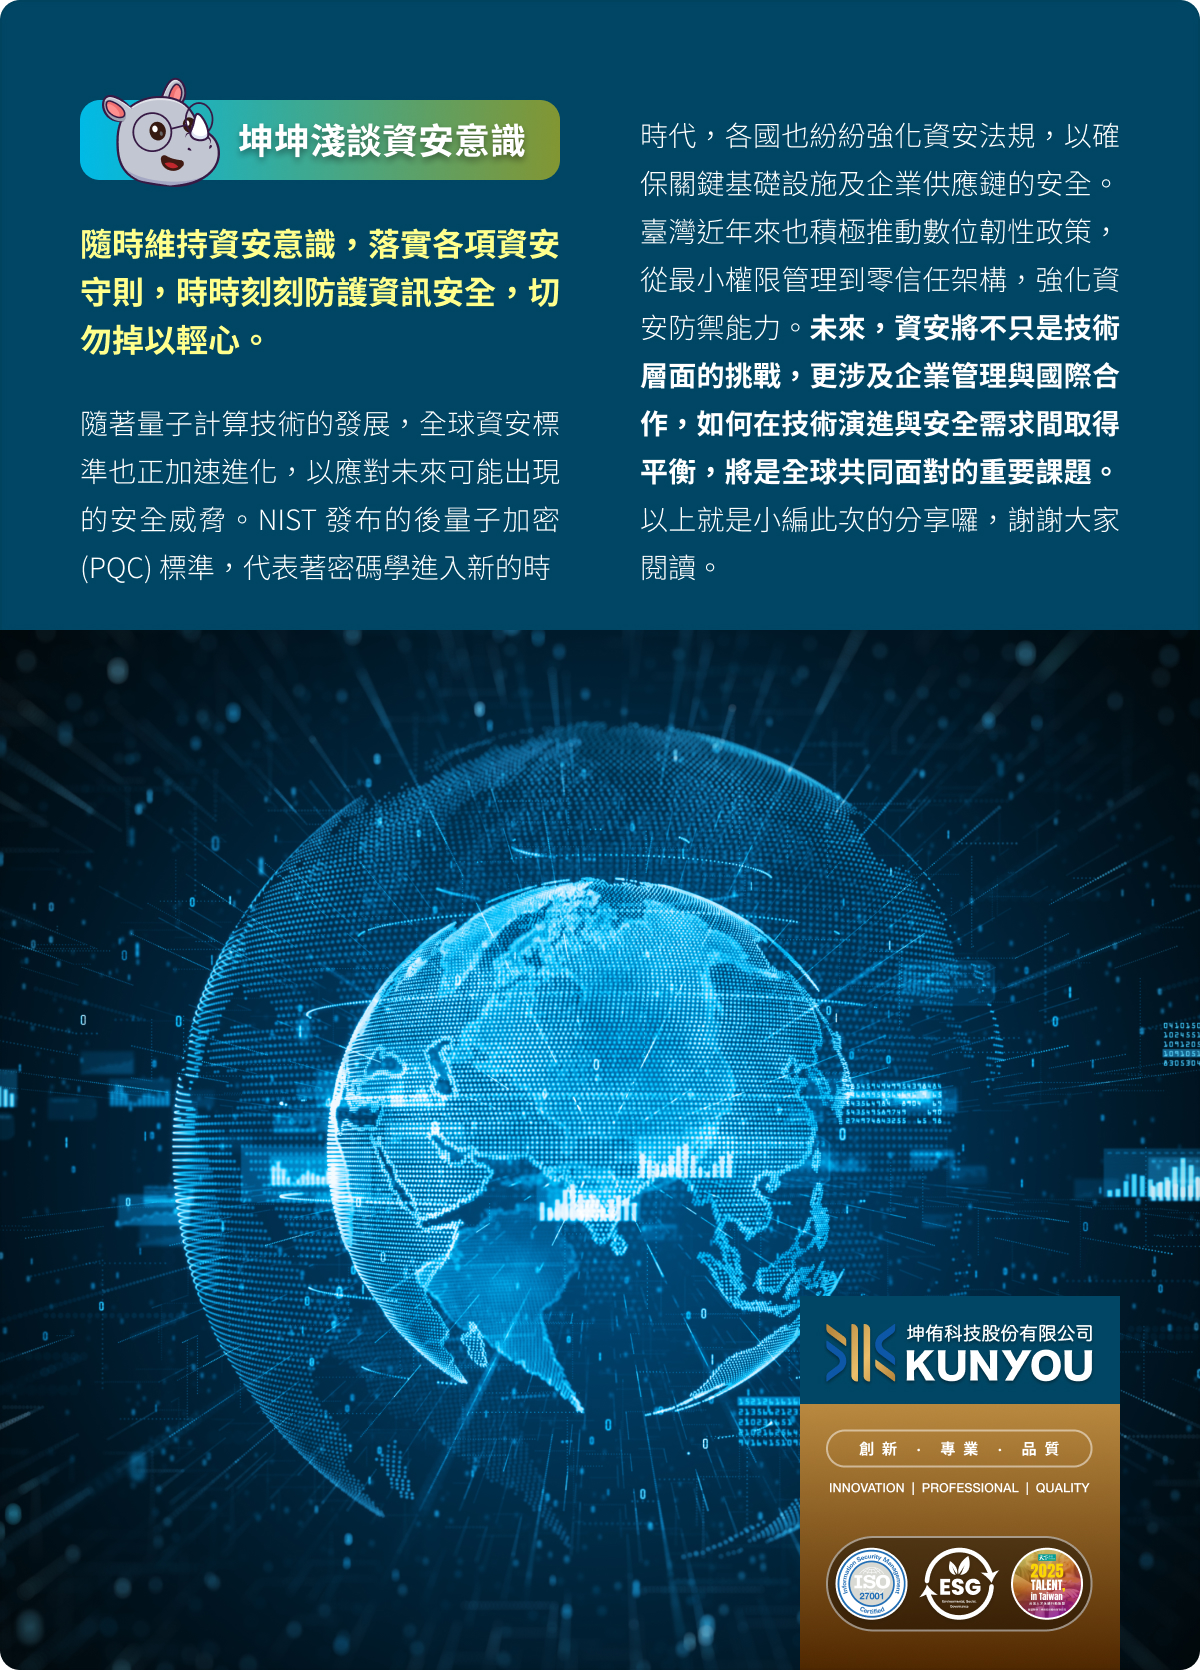 坤坤淺談資安意識
隨時維持資安意識，落實各項資安
守則，時時刻刻防護資訊安全，切
勿掉以輕心。
隨著量子計算技術的發展，全球資安標
準也正加速進化，以應對未來可能出現
的安全威脅。NIST 發布的後量子加密
(PQC) 標準，代表著密碼學進入新的時
時代，各國也紛紛強化資安法規，以確
保關鍵基礎設施及企業供應鏈的安全。
臺灣近年來也積極推動數位韌性政策，
從最小權限管理到零信任架構，強化資
安防禦能力。未來，資安將不只是技術
層面的挑戰，更涉及企業管理與國際合
作，如何在技術演進與安全需求間取得
平衡，將是全球共同面對的重要課題。
以上就是小編此次的分享囉，謝謝大家
閱讀。
坤侑科技股份有限公司
KUNYOU
創新 · 專業 · 品質
INNOVATION | PROFESSIONAL | QUALITY
Information Security Management
ISO
27001
Certified
ESG
Environmental, Social,
Governance
2025
TALENT,
in Taiwan